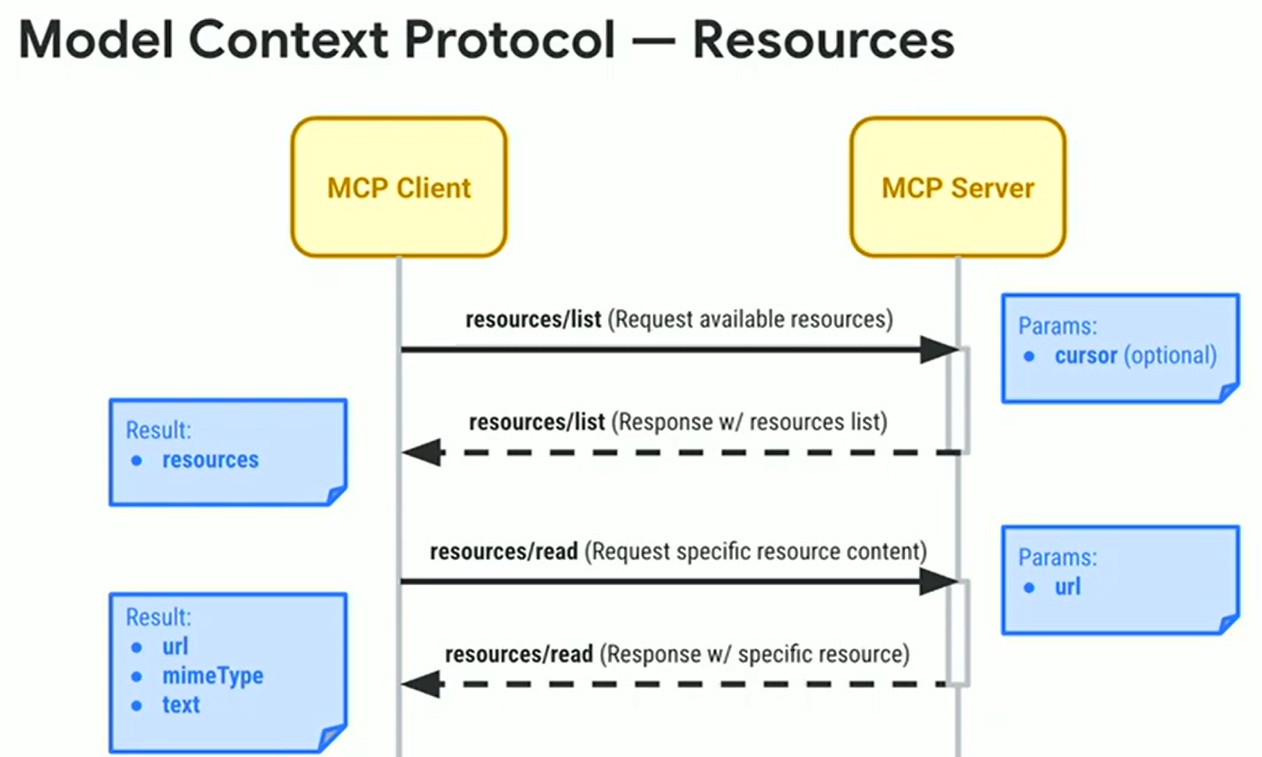 Model Context Protocol — Resources
MCP Client
MCP Server
resources/list (Request available resources)
Params:
● cursor (optional)
resources/list (Response w/ resources list)
Result:
● resources
resources/read (Request specific resource content)
Params:
● url
Result:
● url
● mimeType
● text
resources/read (Response w/ specific resource)